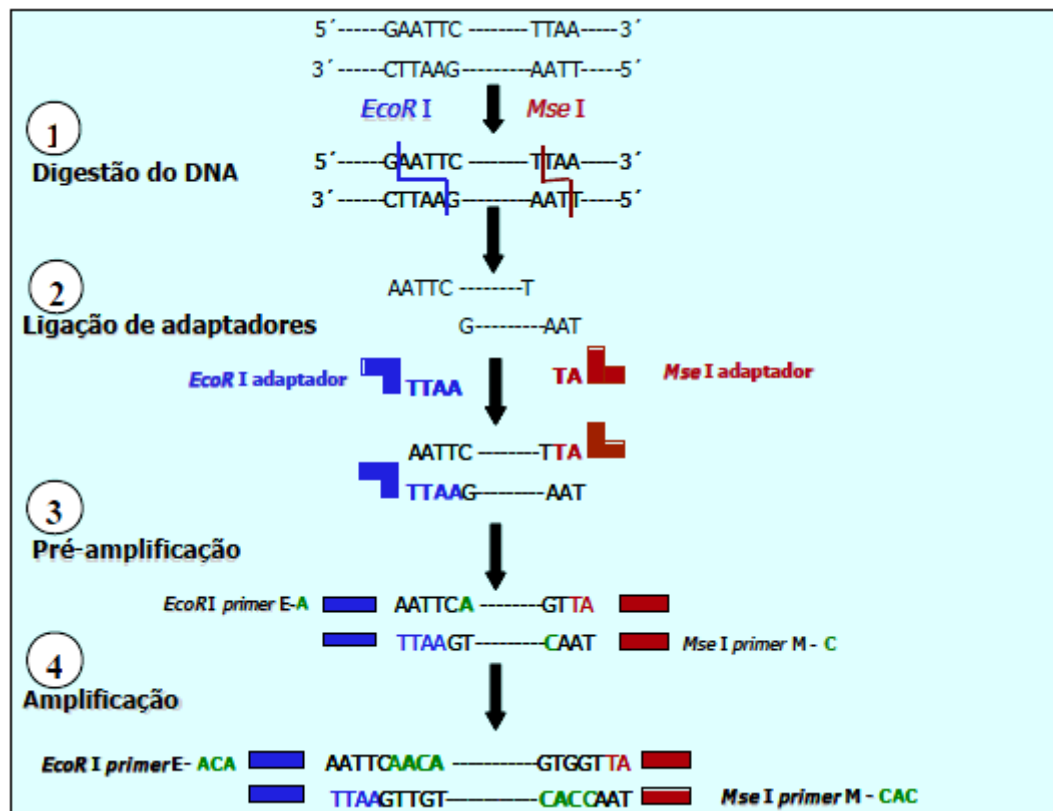 5´------GAATTC --------TTAA-----3´
3´------CTTAAG---------AATT-----5´
EcoR I Mse I
1
Digestão do DNA
5´------GAATTC --------TTAA-----3´
3´------CTTAAG---------AATT-----5´
2
Ligação de adaptadores
AATTC --------T
G----------AAT
EcoR I adaptador TTAA TA Mse I adaptador
AATTC --------TTA
TTAAG----------AAT
3
Pré-amplificação
EcoRI primer E-A AATTCA ---------GTTA
TTAAGT---------CAAT Mse I primer M - C
4
Amplificação
EcoR I primer E- ACA AATTCAACA ---------GTGGTTA
TTAAGTTGT---------CACCAAT Mse I primer M - CAC